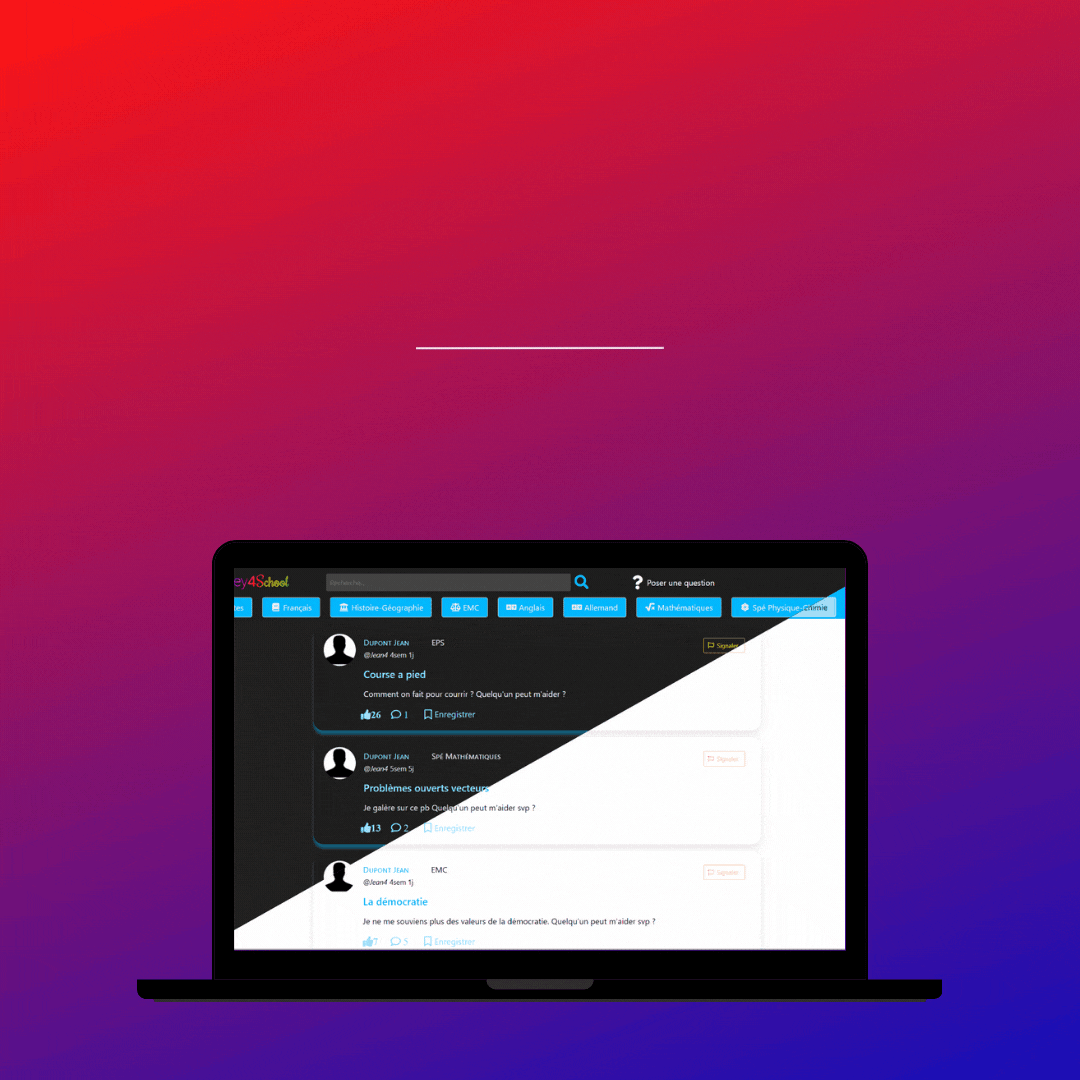 ey4School
Recherche...
Poser une question
tes
Français
Histoire-Géographie
EMC
Anglais
Allemand
Mathématiques
Spé Physique-Chimie
Dupont Jean EPS
Signaler
@Jean4 4sem 1j
Course a pied
Comment on fait pour courrir ? Quelqu'un peut m'aider ?
26 1 Enregistrer
Dupont Jean Spé Mathématiques
Signaler
@Jean4 5sem 5j
Problèmes ouverts vecteurs
Je galère sur ce pb Quelqu'un peut m'aider svp ?
13 2 Enregistrer
Dupont Jean EMC
Signaler
@Jean4 4sem 1j
La démocratie
Je ne me souviens plus des valeurs de la démocratie. Quelqu'un peut m'aider svp ?
7 5 Enregistrer